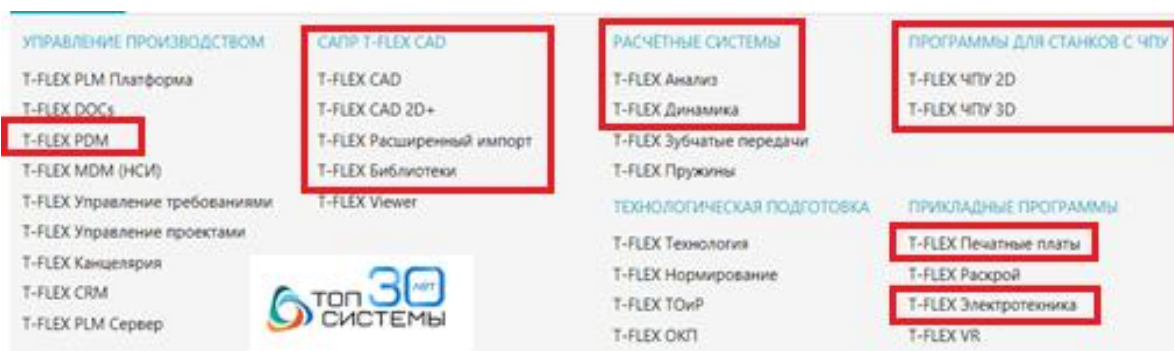 УПРАВЛЕНИЕ ПРОИЗВОДСТВОМ
T-FLEX PLM Платформа
T-FLEX DOCs
T-FLEX PDM
T-FLEX MDM (НСИ)
T-FLEX Управление требованиями
T-FLEX Управление проектами
T-FLEX Канцелярия
T-FLEX CRM
T-FLEX PLM Сервер
САПР T-FLEX CAD
T-FLEX CAD
T-FLEX CAD 2D+
T-FLEX Расширенный импорт
T-FLEX Библиотеки
T-FLEX Viewer
ТОП 30 ЛЕТ
СИСТЕМЫ
РАСЧЁТНЫЕ СИСТЕМЫ
T-FLEX Анализ
T-FLEX Динамика
T-FLEX Зубчатые передачи
T-FLEX Пружины
ТЕХНОЛОГИЧЕСКАЯ ПОДГОТОВКА
T-FLEX Технология
T-FLEX Нормирование
T-FLEX ТОиР
T-FLEX ОКП
ПРОГРАММЫ ДЛЯ СТАНКОВ С ЧПУ
T-FLEX ЧПУ 2D
T-FLEX ЧПУ 3D
ПРИКЛАДНЫЕ ПРОГРАММЫ
T-FLEX Печатные платы
T-FLEX Раскрой
T-FLEX Электротехника
T-FLEX VR